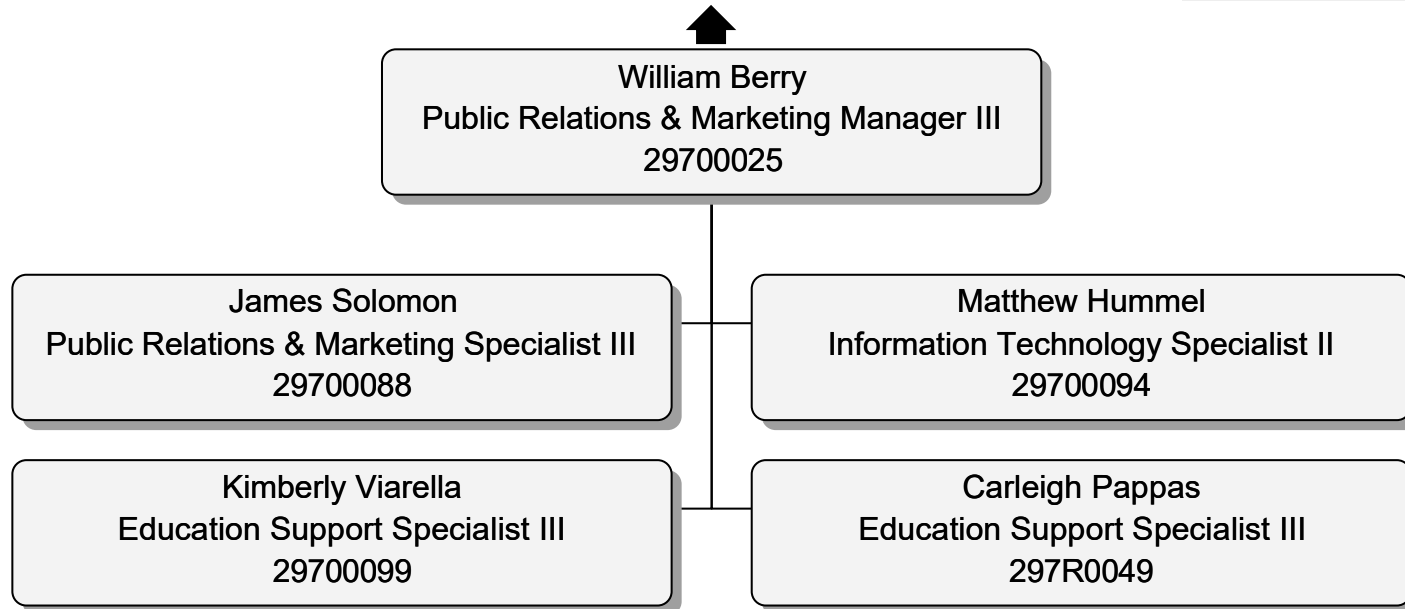 William Berry
Public Relations & Marketing Manager III
29700025
James Solomon
Public Relations & Marketing Specialist III
29700088
Matthew Hummel
Information Technology Specialist II
29700094
Kimberly Viarella
Education Support Specialist III
29700099
Carleigh Pappas
Education Support Specialist III
297R0049